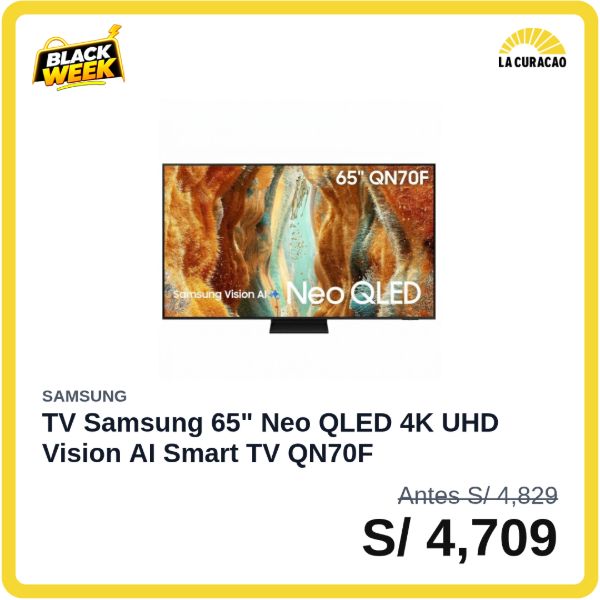 BLACK
WEEK
LA CURACAO
65" QN70F
Samsung Vision AI
Neo QLED
SAMSUNG
TV Samsung 65" Neo QLED 4K UHD
Vision AI Smart TV QN70F
Antes S/ 4,829
S/ 4,709